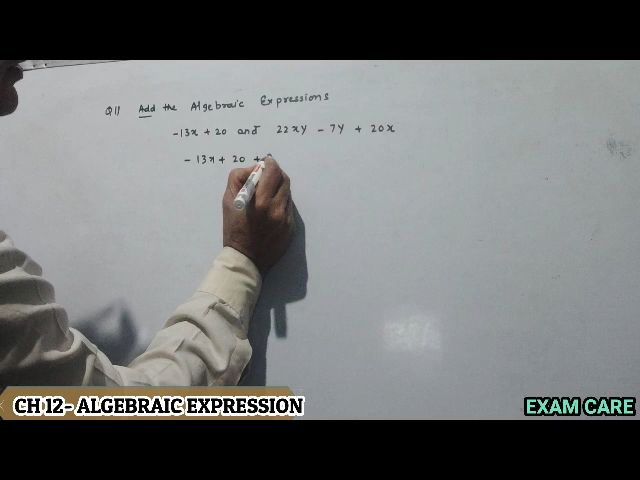 Q11 Add the Algebraic Expressions
-13x + 20 and 22xy - 7y + 20x
- 13x + 20 +
CH 12- ALGEBRAIC EXPRESSION
EXAM CARE